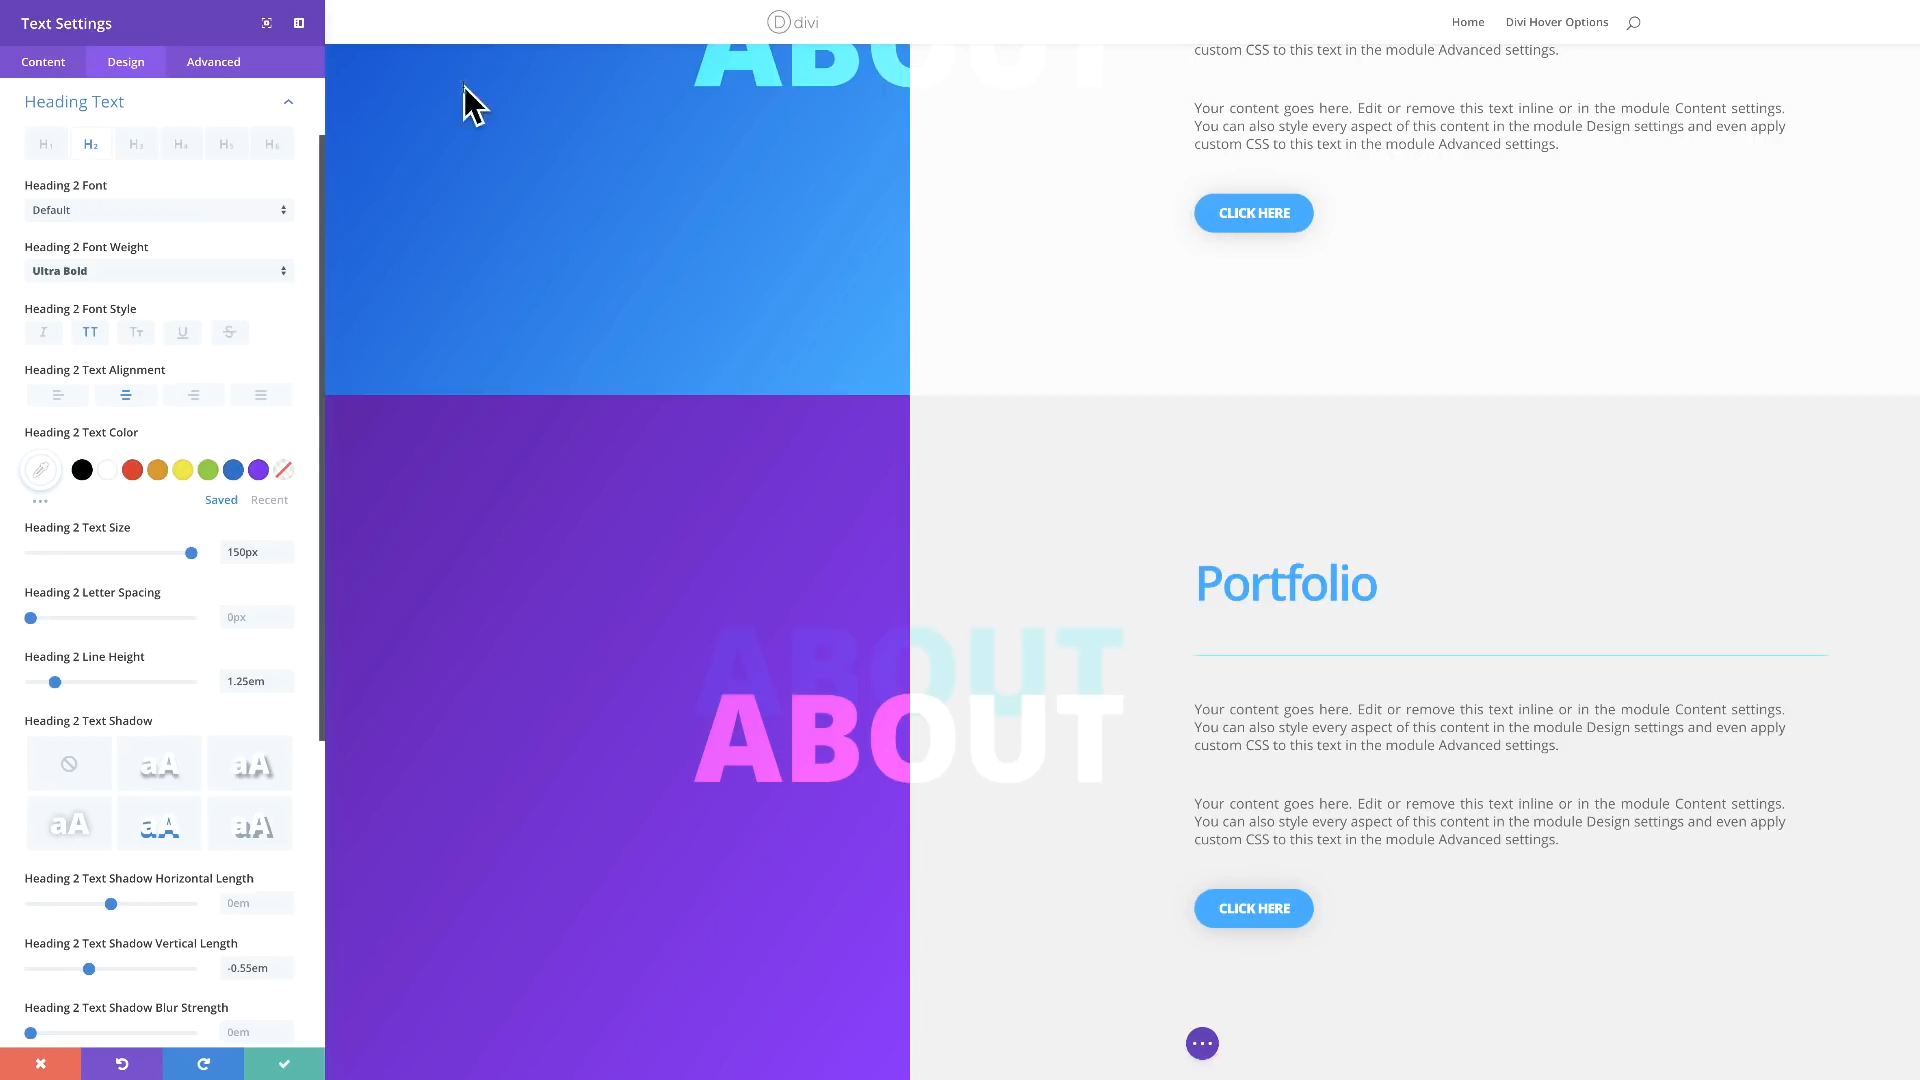 Text Settings
Content
Design
Advanced
Heading Text
H1
H2
H3
H4
H5
H6
Heading 2 Font
Default
Heading 2 Font Weight
Ultra Bold
Heading 2 Font Style
I
TT
Tт
U
S
Heading 2 Text Alignment
Heading 2 Text Color
Saved
Recent
Heading 2 Text Size
150px
Heading 2 Letter Spacing
0px
Heading 2 Line Height
1.25em
Heading 2 Text Shadow
aA
aA
aA
aA
aA
Heading 2 Text Shadow Horizontal Length
0em
Heading 2 Text Shadow Vertical Length
-0.55em
Heading 2 Text Shadow Blur Strength
0em
D divi
Home
Divi Hover Options
ABOUT
custom CSS to this text in the module Advanced settings.
Your content goes here. Edit or remove this text inline or in the module Content settings.
You can also style every aspect of this content in the module Design settings and even apply
custom CSS to this text in the module Advanced settings.
CLICK HERE
ABOUT
ABOUT
Portfolio
Your content goes here. Edit or remove this text inline or in the module Content settings.
You can also style every aspect of this content in the module Design settings and even apply
custom CSS to this text in the module Advanced settings.
Your content goes here. Edit or remove this text inline or in the module Content settings.
You can also style every aspect of this content in the module Design settings and even apply
custom CSS to this text in the module Advanced settings.
CLICK HERE